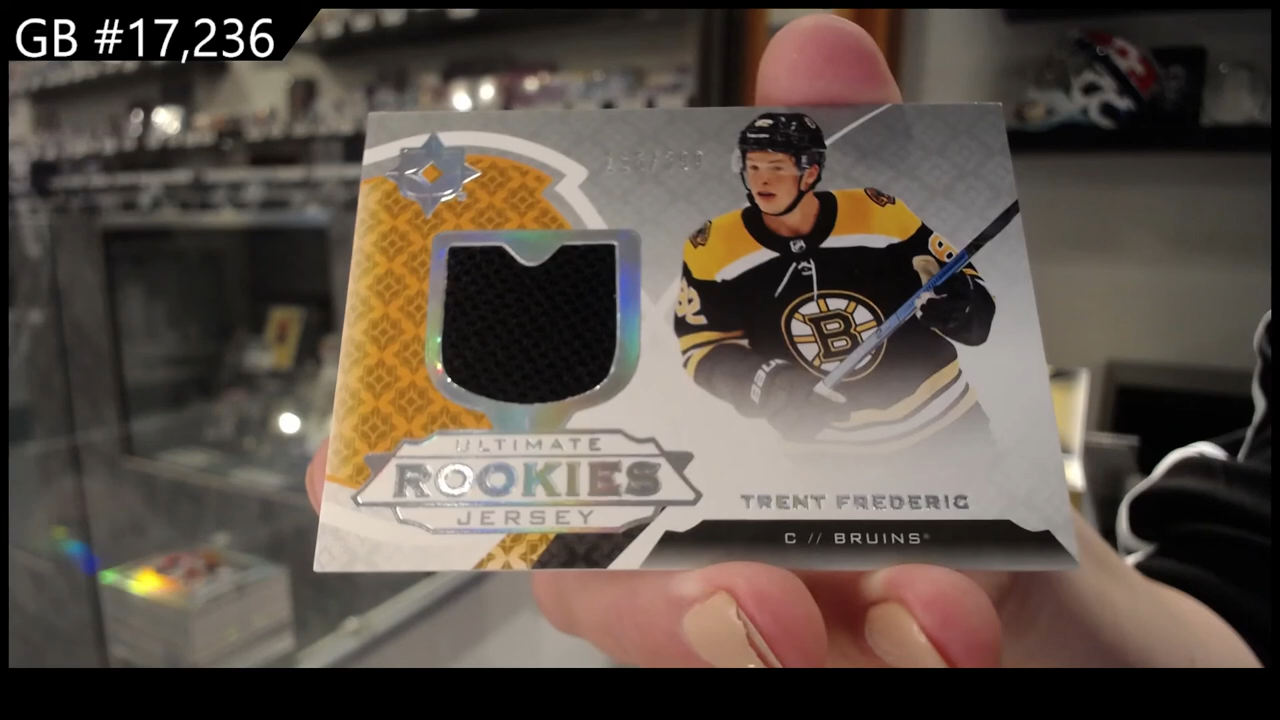 GB #17,236
ULTIMATE
ROOKIES
JERSEY
TRENT FREDERIC
C // BRUINS
B